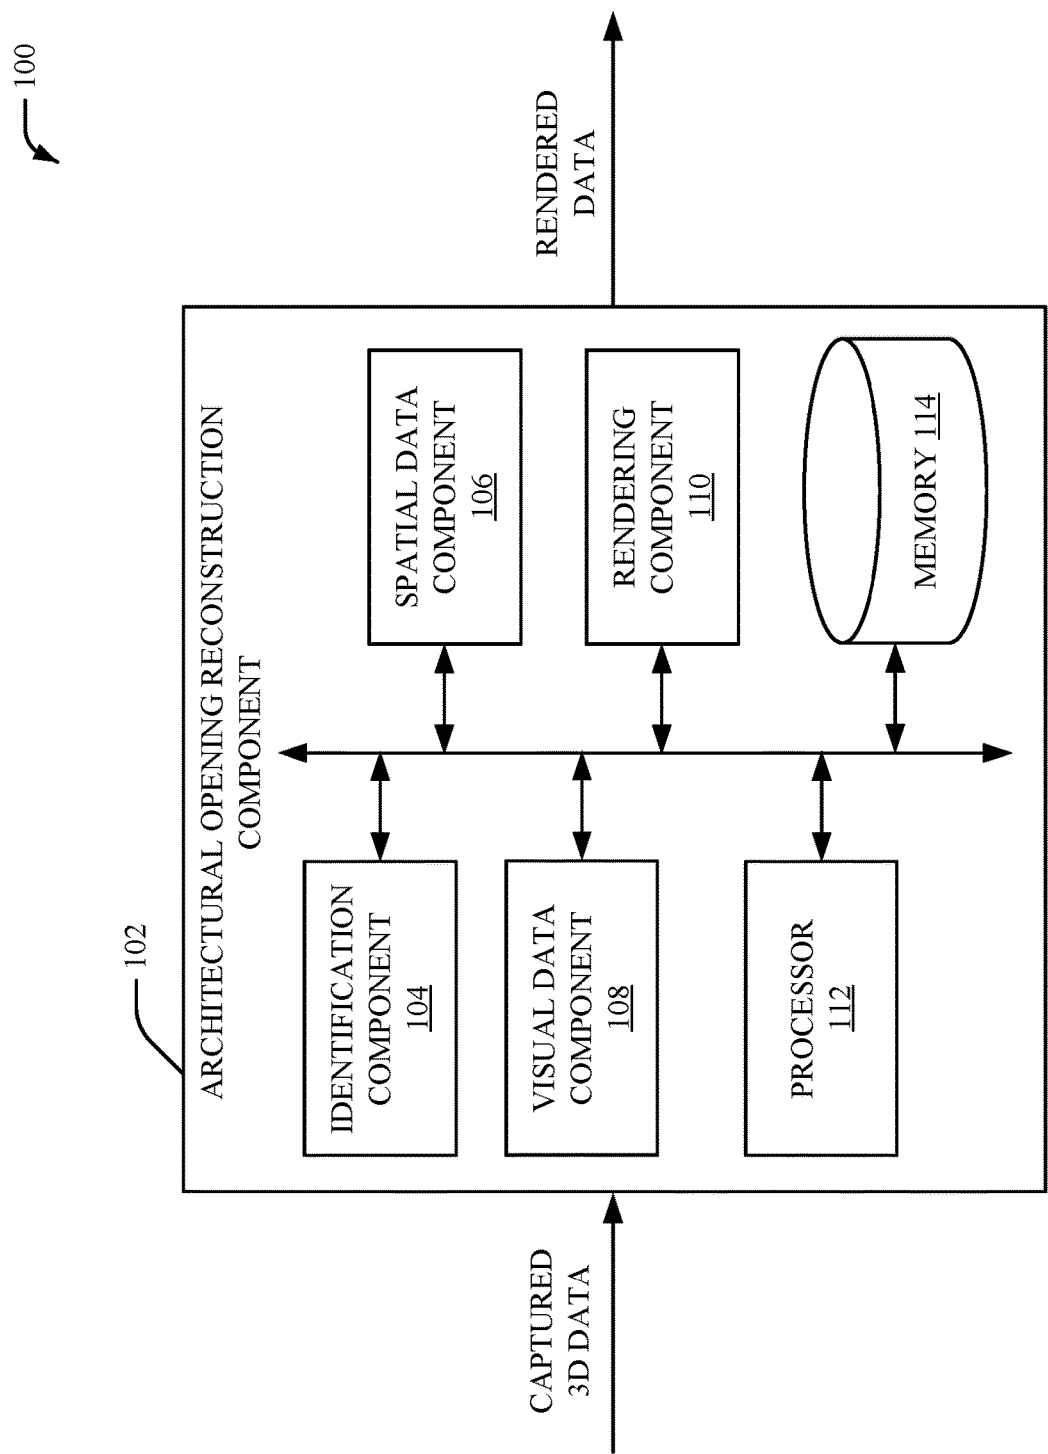 100
102
ARCHITECTURAL OPENING RECONSTRUCTION
COMPONENT
IDENTIFICATION
COMPONENT
104
SPATIAL DATA
COMPONENT
106
VISUAL DATA
COMPONENT
108
RENDERING
COMPONENT
110
PROCESSOR
112
MEMORY 114
CAPTURED
3D DATA
RENDERED
DATA